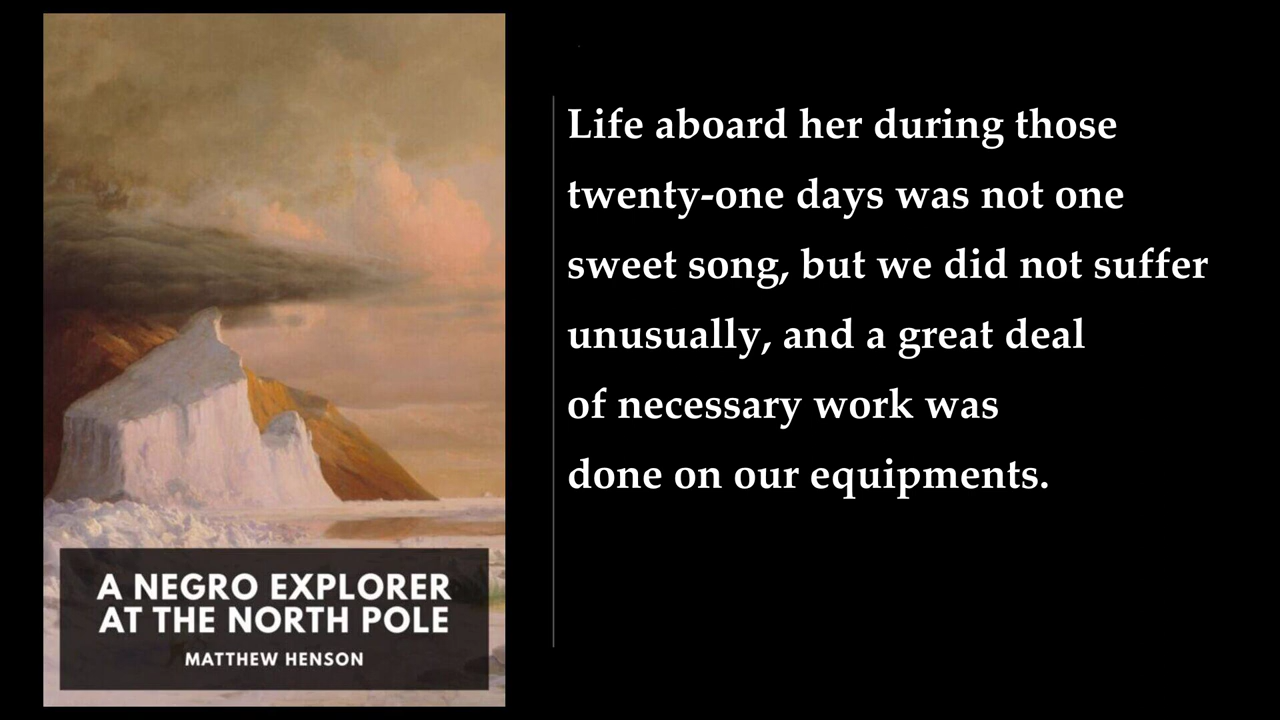 Life aboard her during those
twenty-one days was not one
sweet song, but we did not suffer
unusually, and a great deal
of necessary work was
done on our equipments.
A NEGRO EXPLORER
AT THE NORTH POLE
MATTHEW HENSON